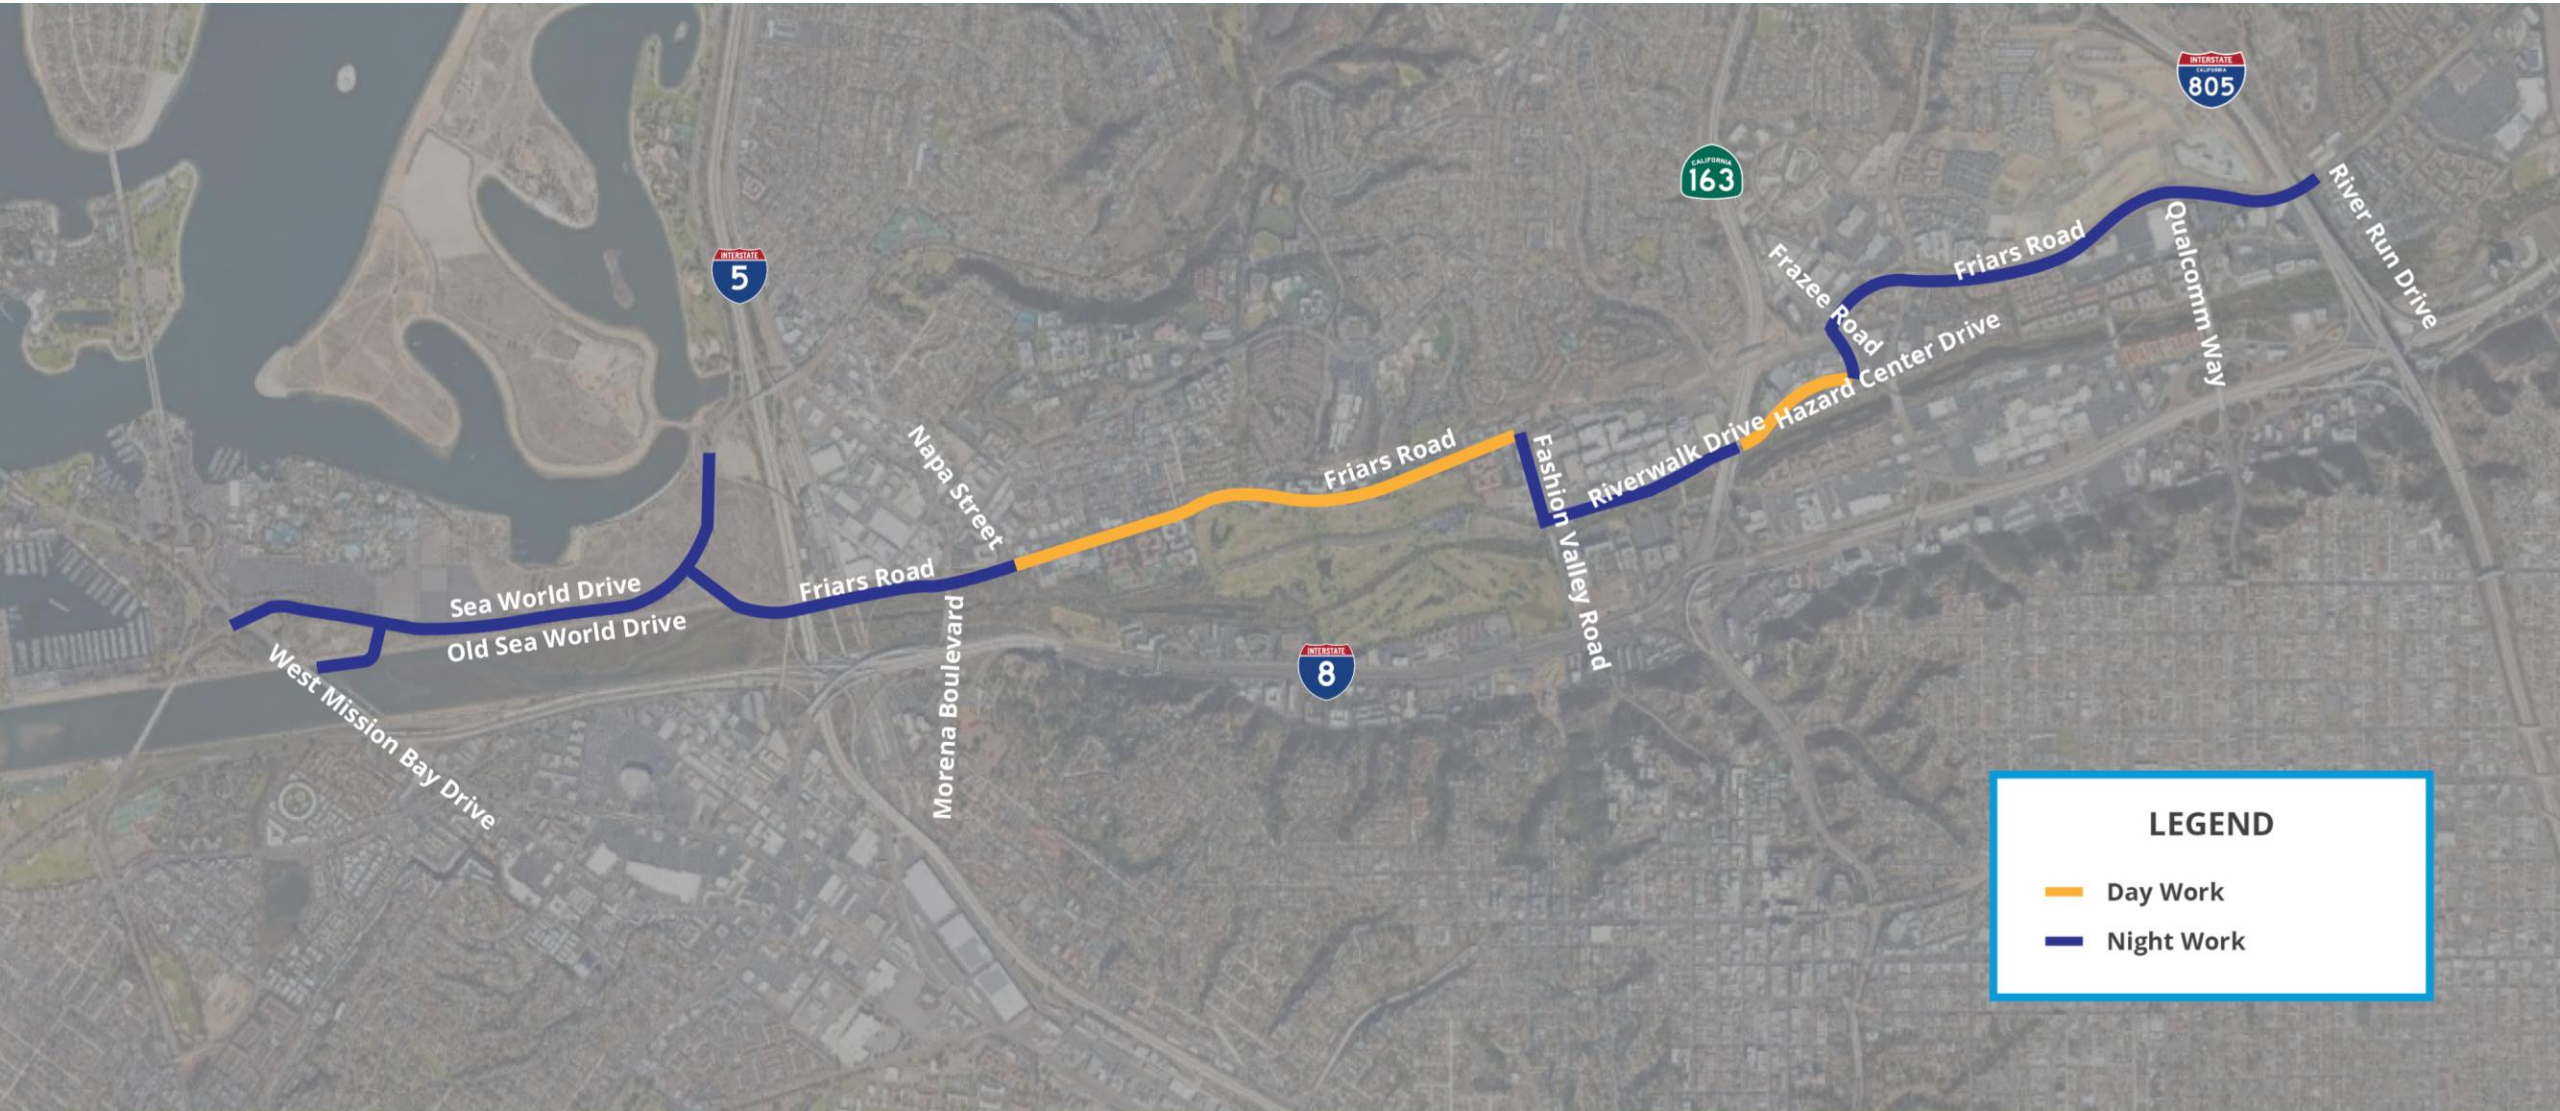 INTERSTATE
CALIFORNIA
805
CALIFORNIA
163
River Run Drive
Qualcomm Way
Friars Road
Frazee Road
INTERSTATE
5
Hazard Center Drive
Riverwalk Drive
Fashion Valley Road
Friars Road
Napa Street
Friars Road
Morena Boulevard
Sea World Drive
Old Sea World Drive
West Mission Bay Drive
INTERSTATE
8
LEGEND
Day Work
Night Work